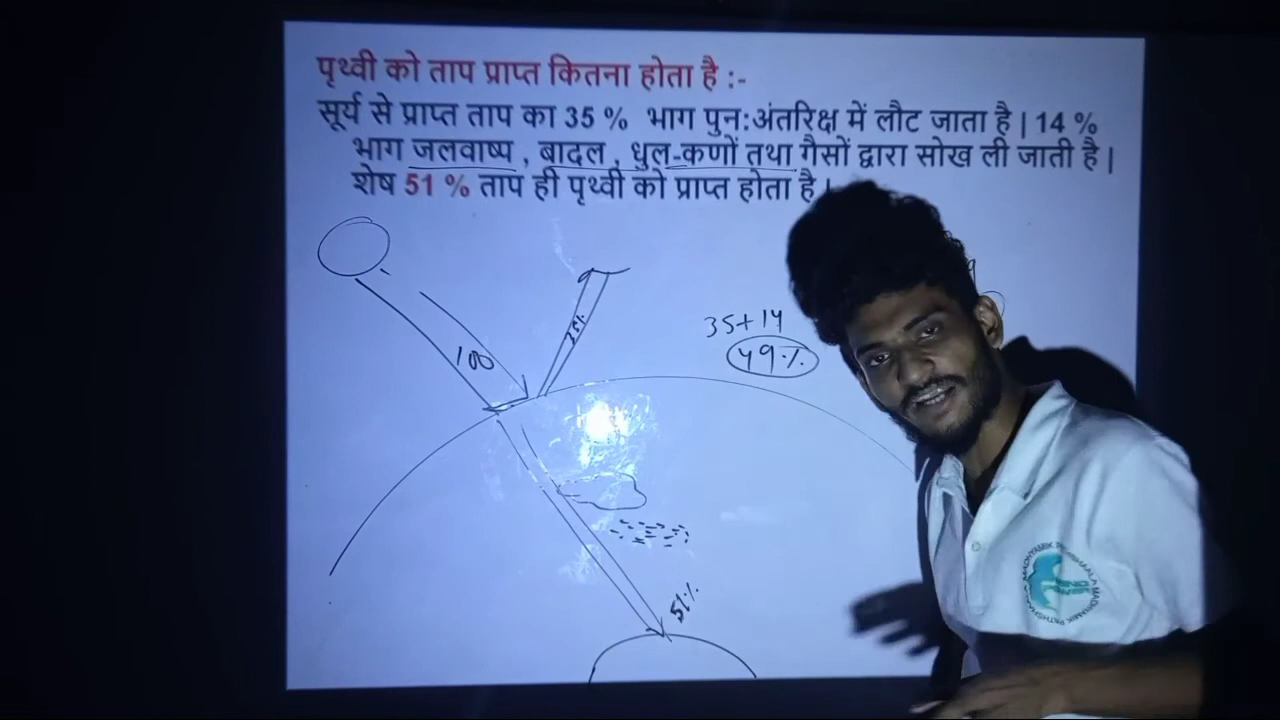 पृथ्वी को ताप प्राप्त कितना होता है :-
सूर्य से प्राप्त ताप का 35 % भाग पुन:अंतरिक्ष में लौट जाता है | 14 %
भाग जलवाष्प , बादल , धुल-कणों तथा गैसों द्वारा सोख ली जाती है |
शेष 51 % ताप ही पृथ्वी को प्राप्त होता है |
100
35%
35+14
49%
51%